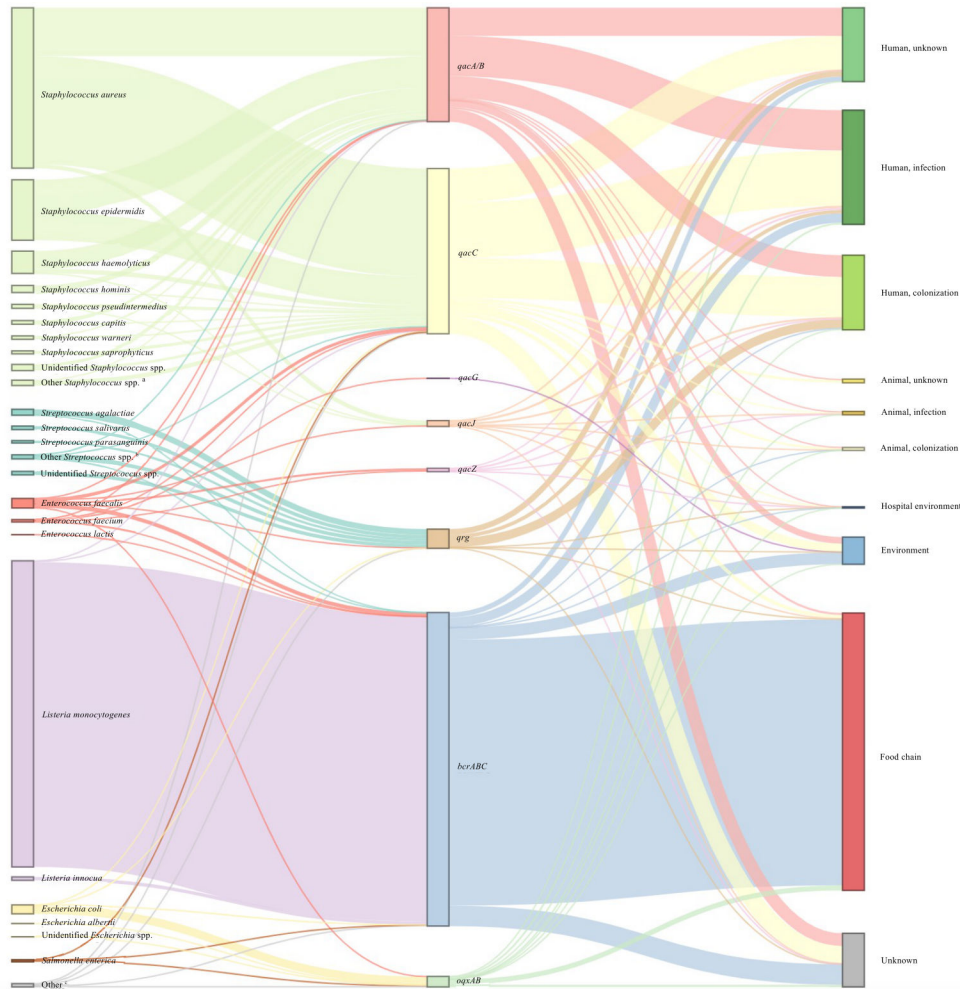 Staphylococcus aureus
Staphylococcus epidermidis
Staphylococcus haemolyticus
Staphylococcus hominis
Staphylococcus pseudintermedius
Staphylococcus capitis
Staphylococcus warneri
Staphylococcus saprophyticus
Unidentified Staphylococcus spp.
Other Staphylococcus spp. a
Streptococcus agalactiae
Streptococcus salivarus
Streptococcus parasanguinis
Other Streptococcus spp.
Unidentified Streptococcus spp.
Enterococcus faecalis
Enterococcus faecium
Enterococcus lactis
Listeria monocytogenes
Listeria innocua
Escherichia coli
Escherichia albertii
Unidentified Escherichia spp.
Salmonella enterica
Other
qacA/B
qacC
qacG
qacJ
qacZ
qrg
bcrABC
oqxAB
Human, unknown
Human, infection
Human, colonization
Animal, unknown
Animal, infection
Animal, colonization
Hospital environment
Environment
Food chain
Unknown